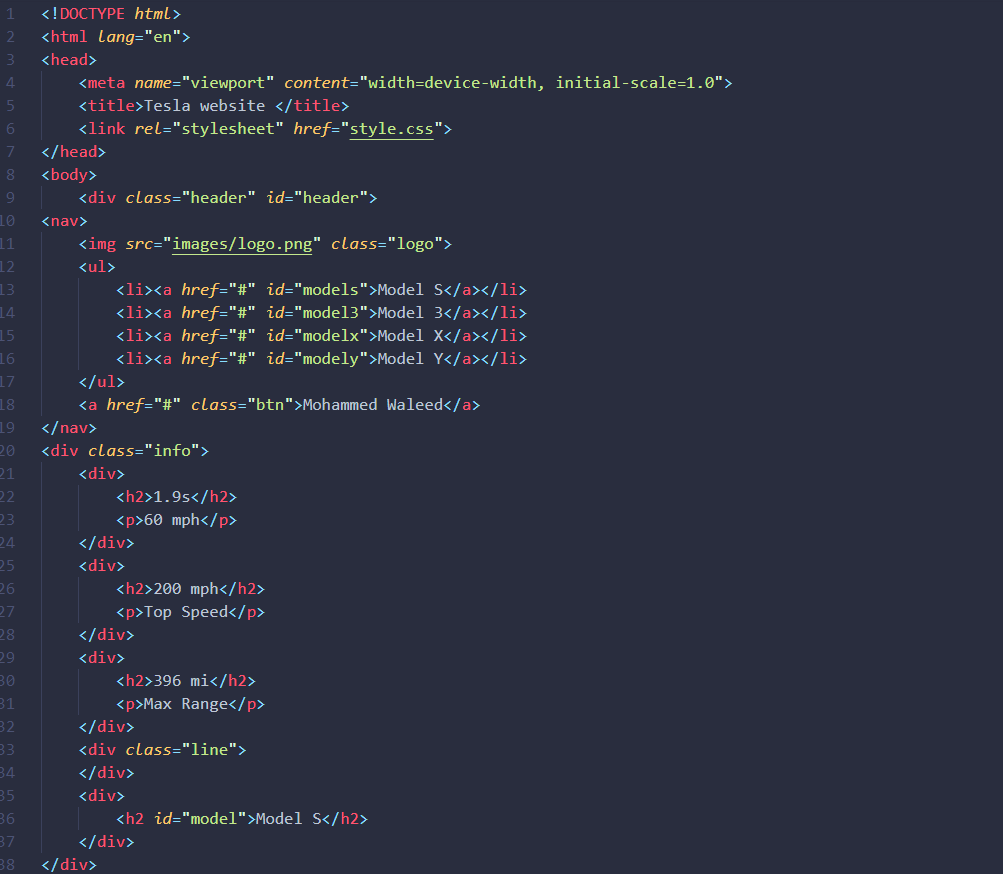 1 <!DOCTYPE html>
2 <html lang="en">
3 <head>
4     <meta name="viewport" content="width=device-width, initial-scale=1.0">
5     <title>Tesla website </title>
6     <link rel="stylesheet" href="style.css">
7 </head>
8 <body>
9     <div class="header" id="header">
10 <nav>
11     <img src="images/logo.png" class="logo">
12     <ul>
13         <li><a href="#" id="models">Model S</a></li>
14         <li><a href="#" id="model3">Model 3</a></li>
15         <li><a href="#" id="modelx">Model X</a></li>
16         <li><a href="#" id="modely">Model Y</a></li>
17     </ul>
18     <a href="#" class="btn">Mohammed Waleed</a>
19 </nav>
20 <div class="info">
21     <div>
22         <h2>1.9s</h2>
23         <p>60 mph</p>
24     </div>
25     <div>
26         <h2>200 mph</h2>
27         <p>Top Speed</p>
28     </div>
29     <div>
30         <h2>396 mi</h2>
31         <p>Max Range</p>
32     </div>
33     <div class="line">
34     </div>
35     <div>
36         <h2 id="model">Model S</h2>
37     </div>
38 </div>